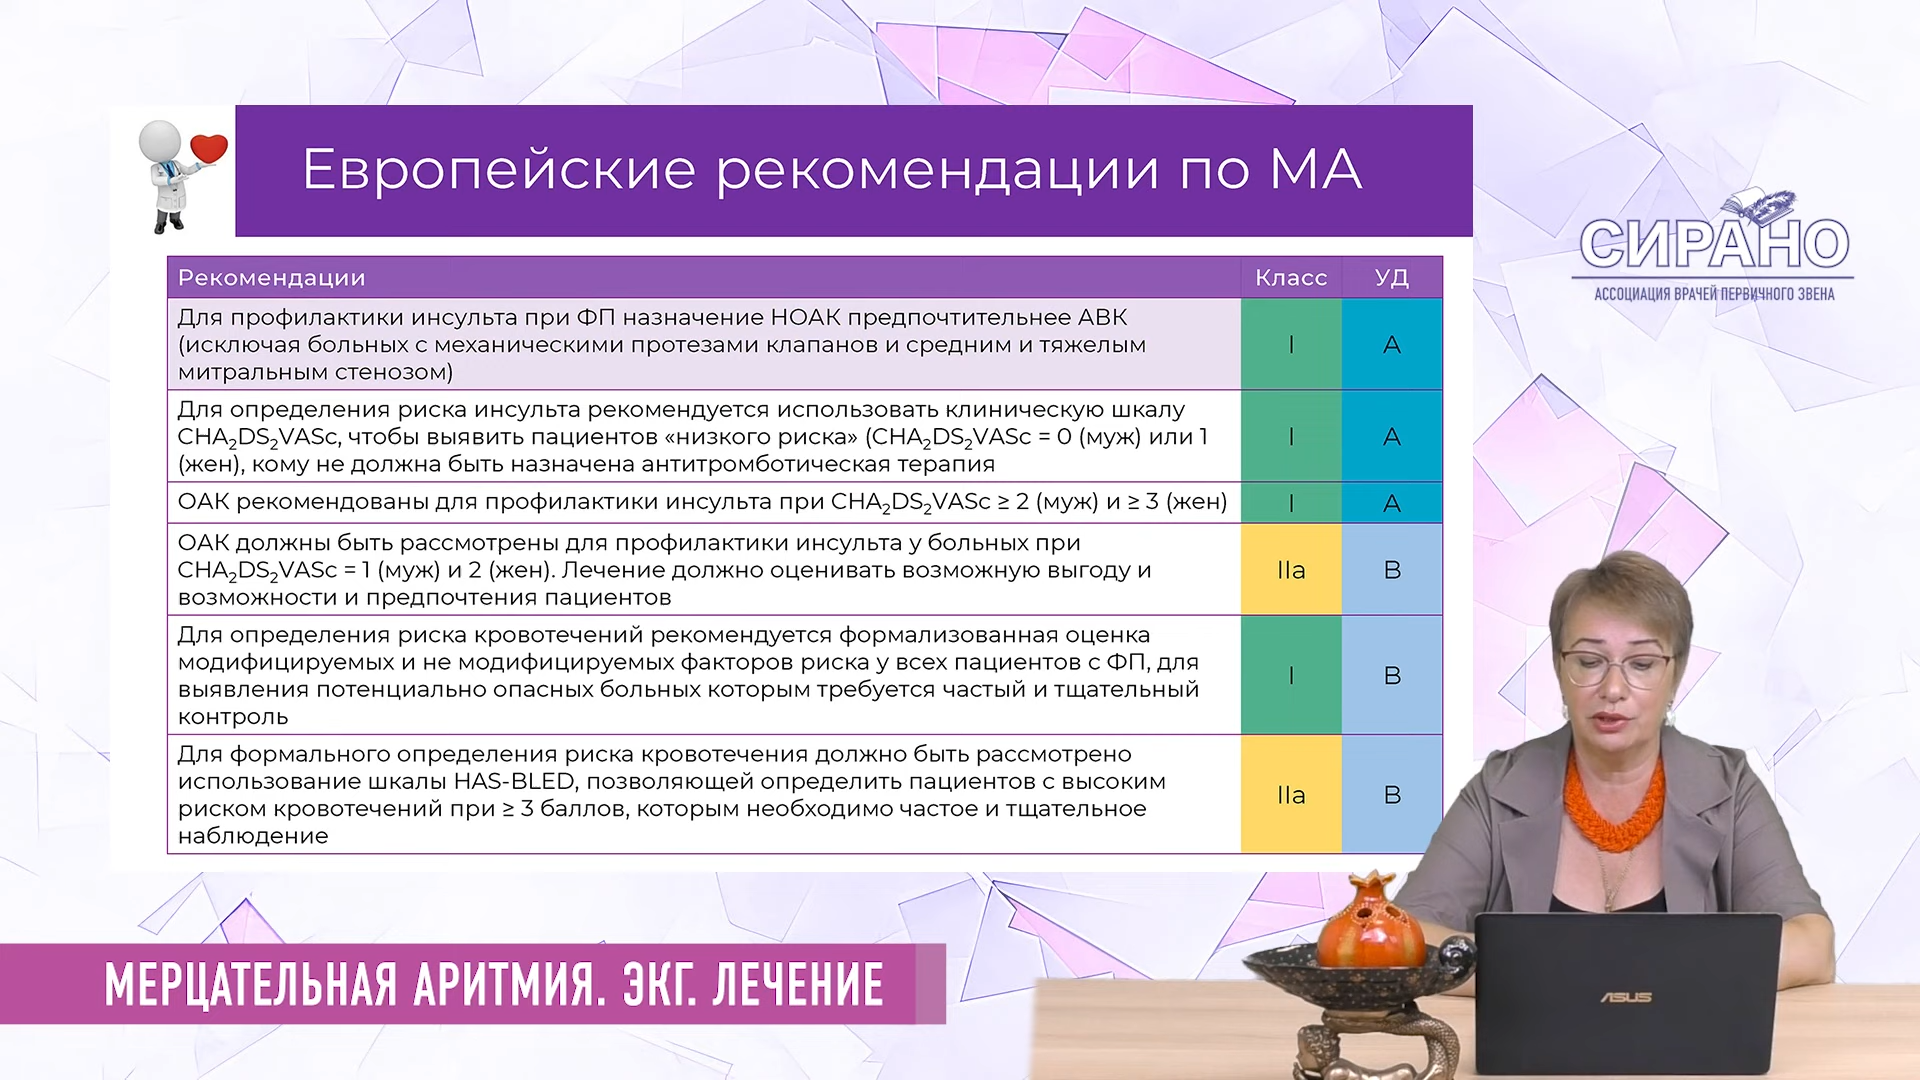 Европейские рекомендации по МА
СИРАНО
АССОЦИАЦИЯ ВРАЧЕЙ ПЕРВИЧНОГО ЗВЕНА
Рекомендации Класс УД
Для профилактики инсульта при ФП назначение НОАК предпочтительнее АВК
(исключая больных с механическими протезами клапанов и средним и тяжелым
митральным стенозом)
I A
Для определения риска инсульта рекомендуется использовать клиническую шкалу
CHA₂DS₂VASc, чтобы выявить пациентов «низкого риска» (CHA₂DS₂VASc = 0 (муж) или 1
(жен), кому не должна быть назначена антитромботическая терапия
I A
ОАК рекомендованы для профилактики инсульта при CHA₂DS₂VASc ≥ 2 (муж) и ≥ 3 (жен)
I A
ОАК должны быть рассмотрены для профилактики инсульта у больных при
CHA₂DS₂VASc = 1 (муж) и 2 (жен). Лечение должно оценивать возможную выгоду и
возможности и предпочтения пациентов
IIa B
Для определения риска кровотечений рекомендуется формализованная оценка
модифицируемых и не модифицируемых факторов риска у всех пациентов с ФП, для
выявления потенциально опасных больных которым требуется частый и тщательный
контроль
I B
Для формального определения риска кровотечения должно быть рассмотрено
использование шкалы HAS-BLED, позволяющей определить пациентов с высоким
риском кровотечений при ≥ 3 баллов, которым необходимо частое и тщательное
наблюдение
IIa B
МЕРЦАТЕЛЬНАЯ АРИТМИЯ. ЭКГ. ЛЕЧЕНИЕ
ASUS